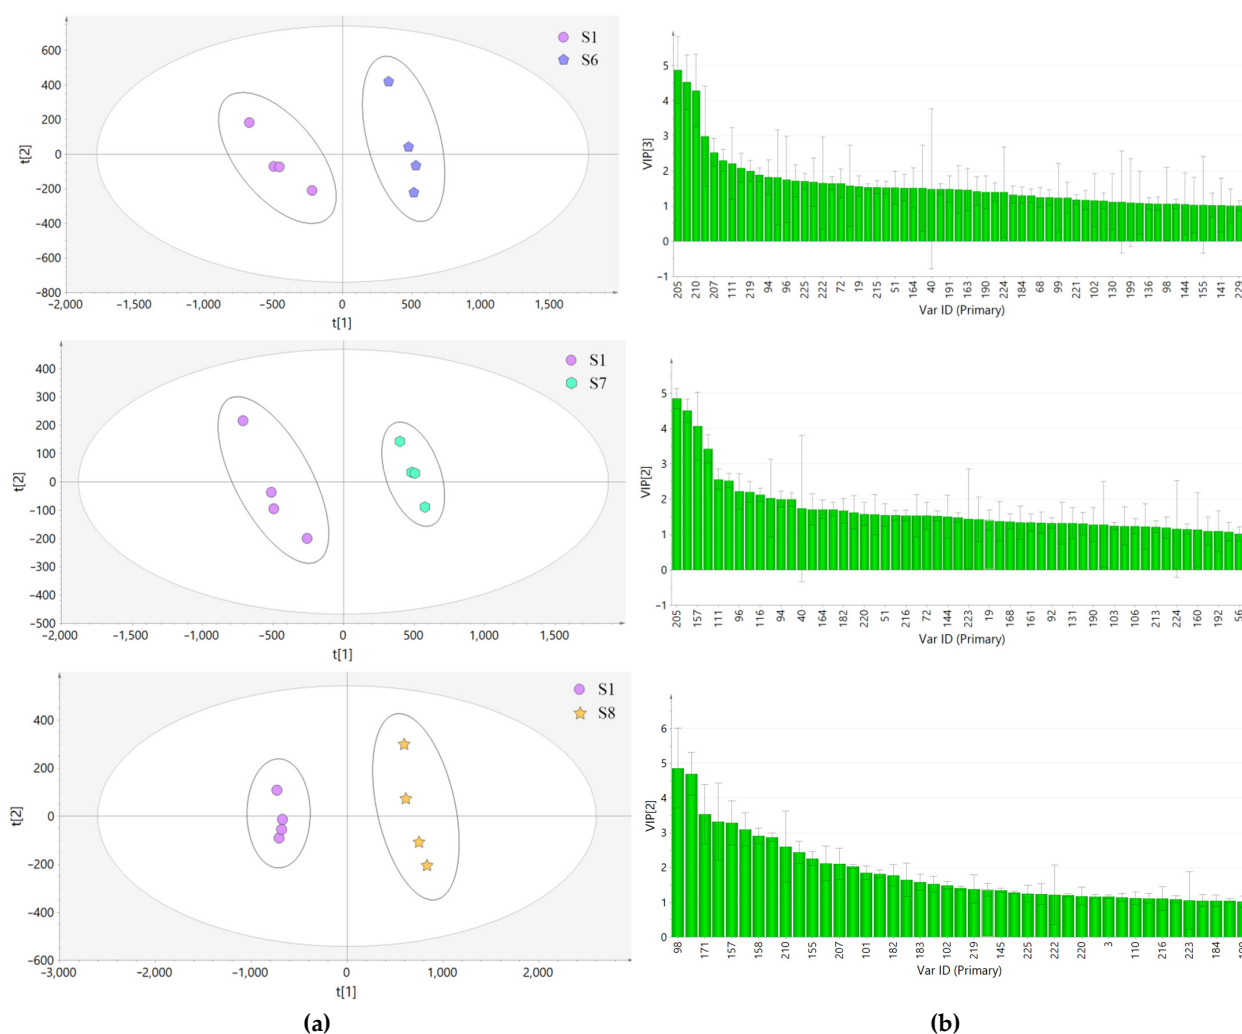 S1
S6
600
400
200
0
−200
−400
−600
−800
t[2]
−2,000 −1,500 −1,000 −500 0 500 1,000 1,500
t[1]
5
4
3
2
1
0
−1
VIP[3]
205 210 207 111 219 94 96 225 222 72 19 215 51 164 40 191 163 190 224 184 68 99 221 102 130 199 136 98 144 155 141 229
Var ID (Primary)
S1
S7
400
300
200
100
0
−100
−200
−300
−400
−500
t[2]
−2,000 −1,500 −1,000 −500 0 500 1,000 1,500
t[1]
5
4
3
2
1
0
−1
VIP[2]
205 157 111 96 116 94 40 164 182 220 51 216 72 144 223 19 168 161 92 131 190 103 106 213 224 160 192 56
Var ID (Primary)
S1
S8
400
200
0
−200
−400
−600
t[2]
−3,000 −2,000 −1,000 0 1,000 2,000
t[1]
6
5
4
3
2
1
0
VIP[2]
98 171 157 158 210 155 207 101 182 183 102 219 145 225 222 220 3 110 216 223 184
Var ID (Primary)
(a)
(b)